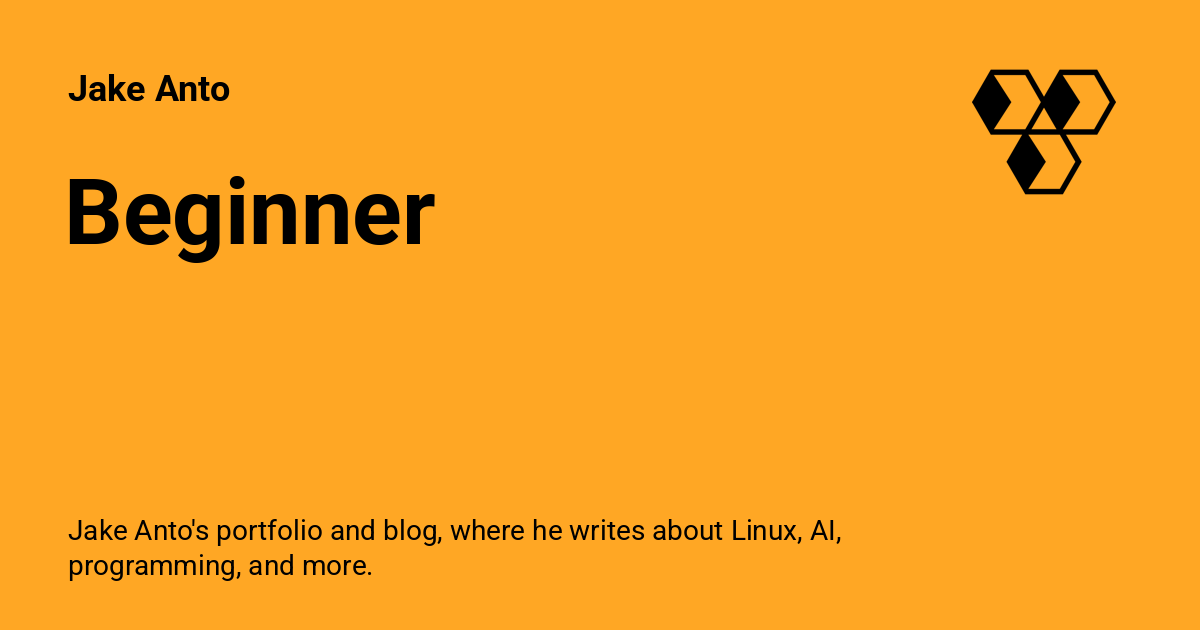 Jake Anto
Beginner
Jake Anto's portfolio and blog, where he writes about Linux, AI,
programming, and more.